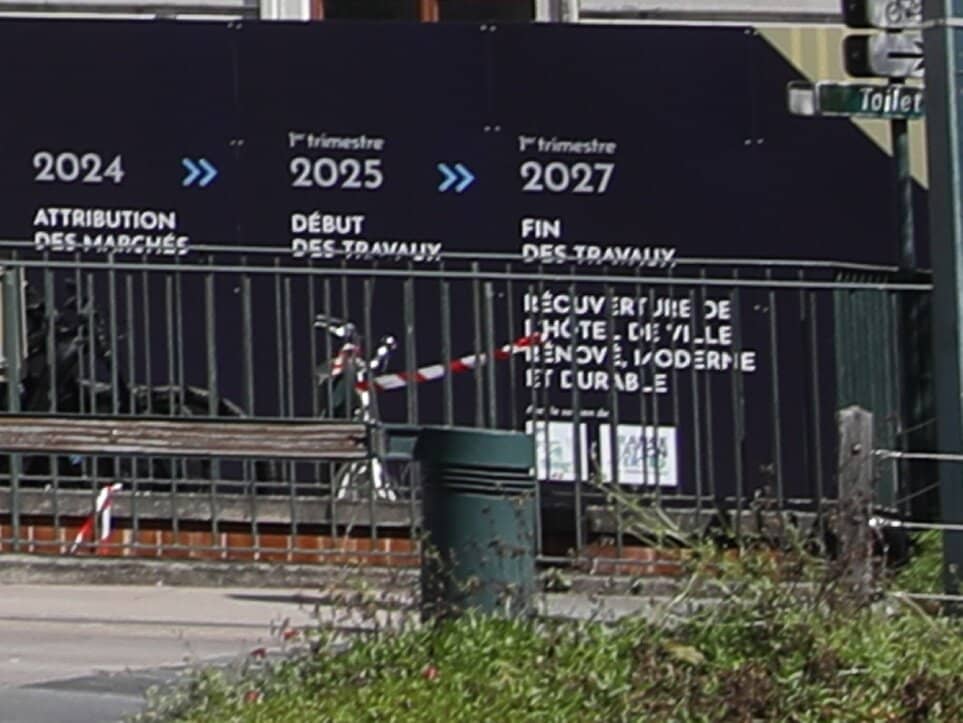 2024
ATTRIBUTION
DES MARCHÉS
1er trimestre
2025
DÉBUT
DES TRAVAUX
1er trimestre
2027
FIN
DES TRAVAUX
RÉOUVERTURE DE
L'HÔTEL DE VILLE
RÉNOVÉ, MODERNE
ET DURABLE
Toilet